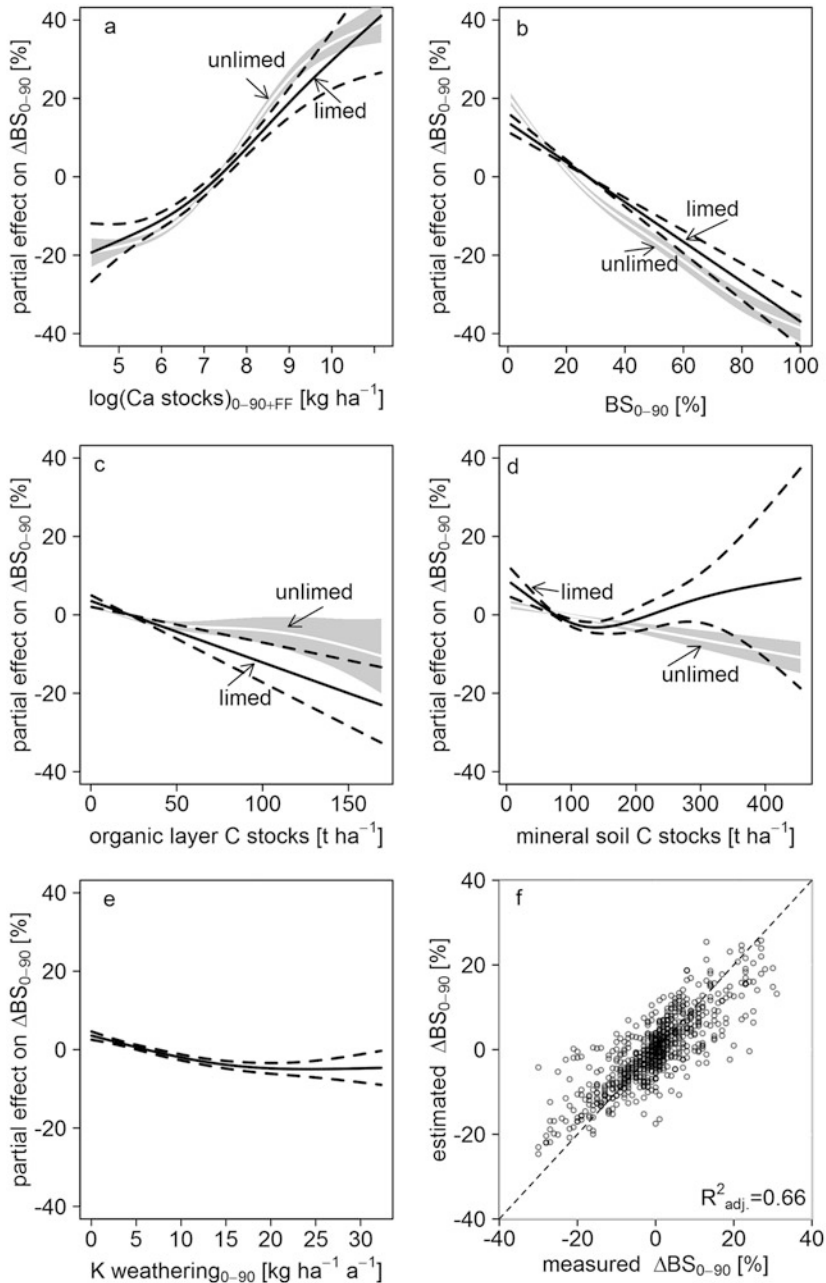 a
partial effect on ΔBS₀₋₉₀ [%]
40
20
0
-20
-40
unlimed
limed
5 6 7 8 9 10 11
log(Ca stocks)₀₋₉₀₊FF [kg ha⁻¹]
b
partial effect on ΔBS₀₋₉₀ [%]
40
20
0
-20
-40
limed
unlimed
0 20 40 60 80 100
BS₀₋₉₀ [%]
c
partial effect on ΔBS₀₋₉₀ [%]
40
20
0
-20
-40
unlimed
limed
0 50 100 150
organic layer C stocks [t ha⁻¹]
d
partial effect on ΔBS₀₋₉₀ [%]
40
20
0
-20
-40
limed
unlimed
0 100 200 300 400
mineral soil C stocks [t ha⁻¹]
e
partial effect on ΔBS₀₋₉₀ [%]
40
20
0
-20
-40
0 5 10 15 20 25 30
K weathering₀₋₉₀ [kg ha⁻¹ a⁻¹]
f
estimated ΔBS₀₋₉₀ [%]
40
20
0
-20
-40
R²adj.=0.66
-40 -20 0 20 40
measured ΔBS₀₋₉₀ [%]